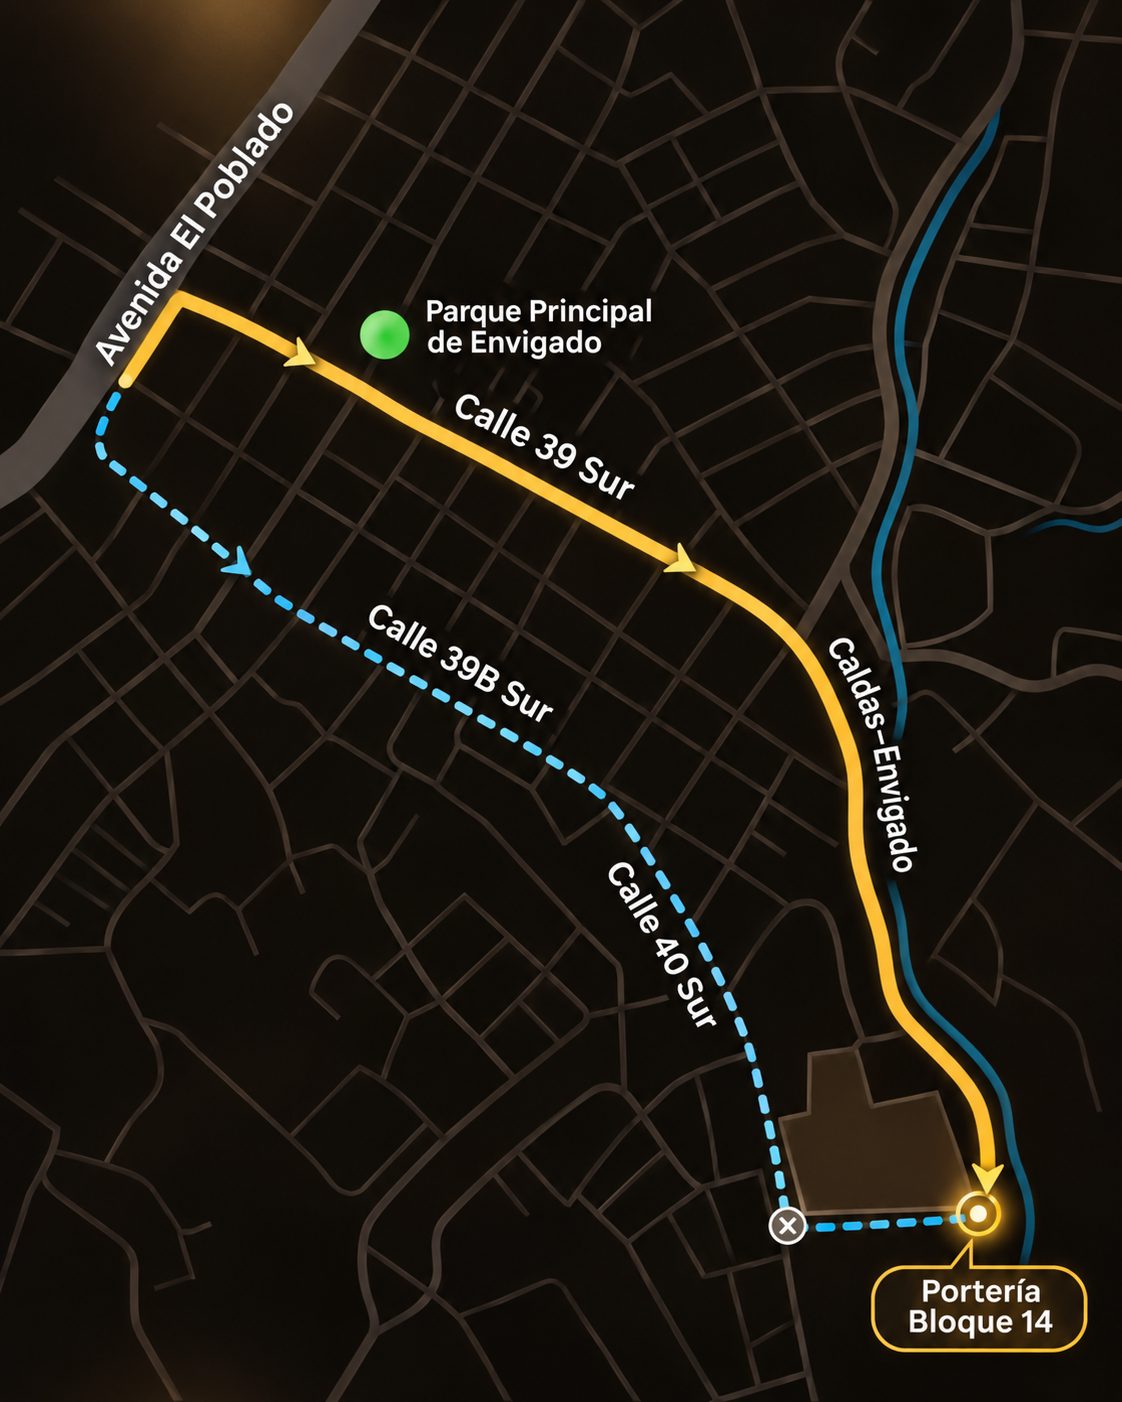 Avenida El Poblado
Parque Principal
de Envigado
Calle 39 Sur
Calle 39B Sur
Caldas–Envigado
Calle 40 Sur
Portería
Bloque 14